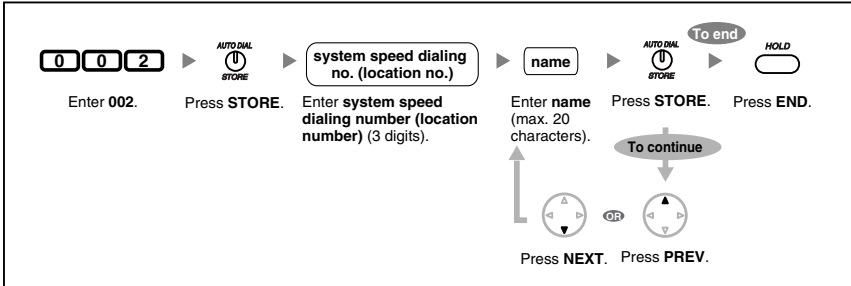 To end
AUTO DIAL
AUTO DIAL
HOLD
0 0 2
system speed dialing
no. (location no.)
name
STORE
STORE
Enter 002.
Press STORE.
Enter system speed
dialing number (location
number) (3 digits).
Enter name
(max. 20
characters).
Press STORE.
Press END.
To continue
OR
Press NEXT.
Press PREV.